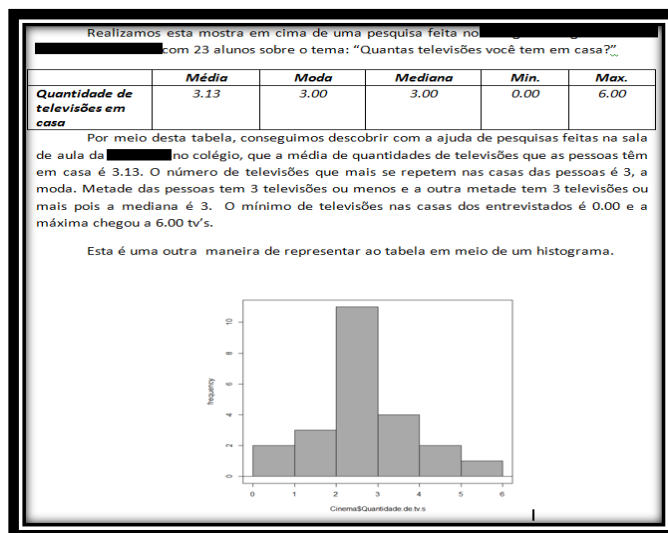 Realizamos esta mostra em cima de uma pesquisa feita no
com 23 alunos sobre o tema: “Quantas televisões você tem em casa?”
Média Moda Mediana Min. Max.
Quantidade de 3.13 3.00 3.00 0.00 6.00
televisões em
casa
Por meio desta tabela, conseguimos descobrir com a ajuda de pesquisas feitas na sala
de aula da no colégio, que a média de quantidades de televisões que as pessoas têm
em casa é 3.13. O número de televisões que mais se repetem nas casas das pessoas é 3, a
moda. Metade das pessoas tem 3 televisões ou menos e a outra metade tem 3 televisões ou
mais pois a mediana é 3. O mínimo de televisões nas casas dos entrevistados é 0.00 e a
máxima chegou a 6.00 tv’s.
Esta é uma outra maneira de representar ao tabela em meio de um histograma.
frequency
10
8
6
4
2
0
0 1 2 3 4 5 6
Cinema$Quantidade.de.tv.s